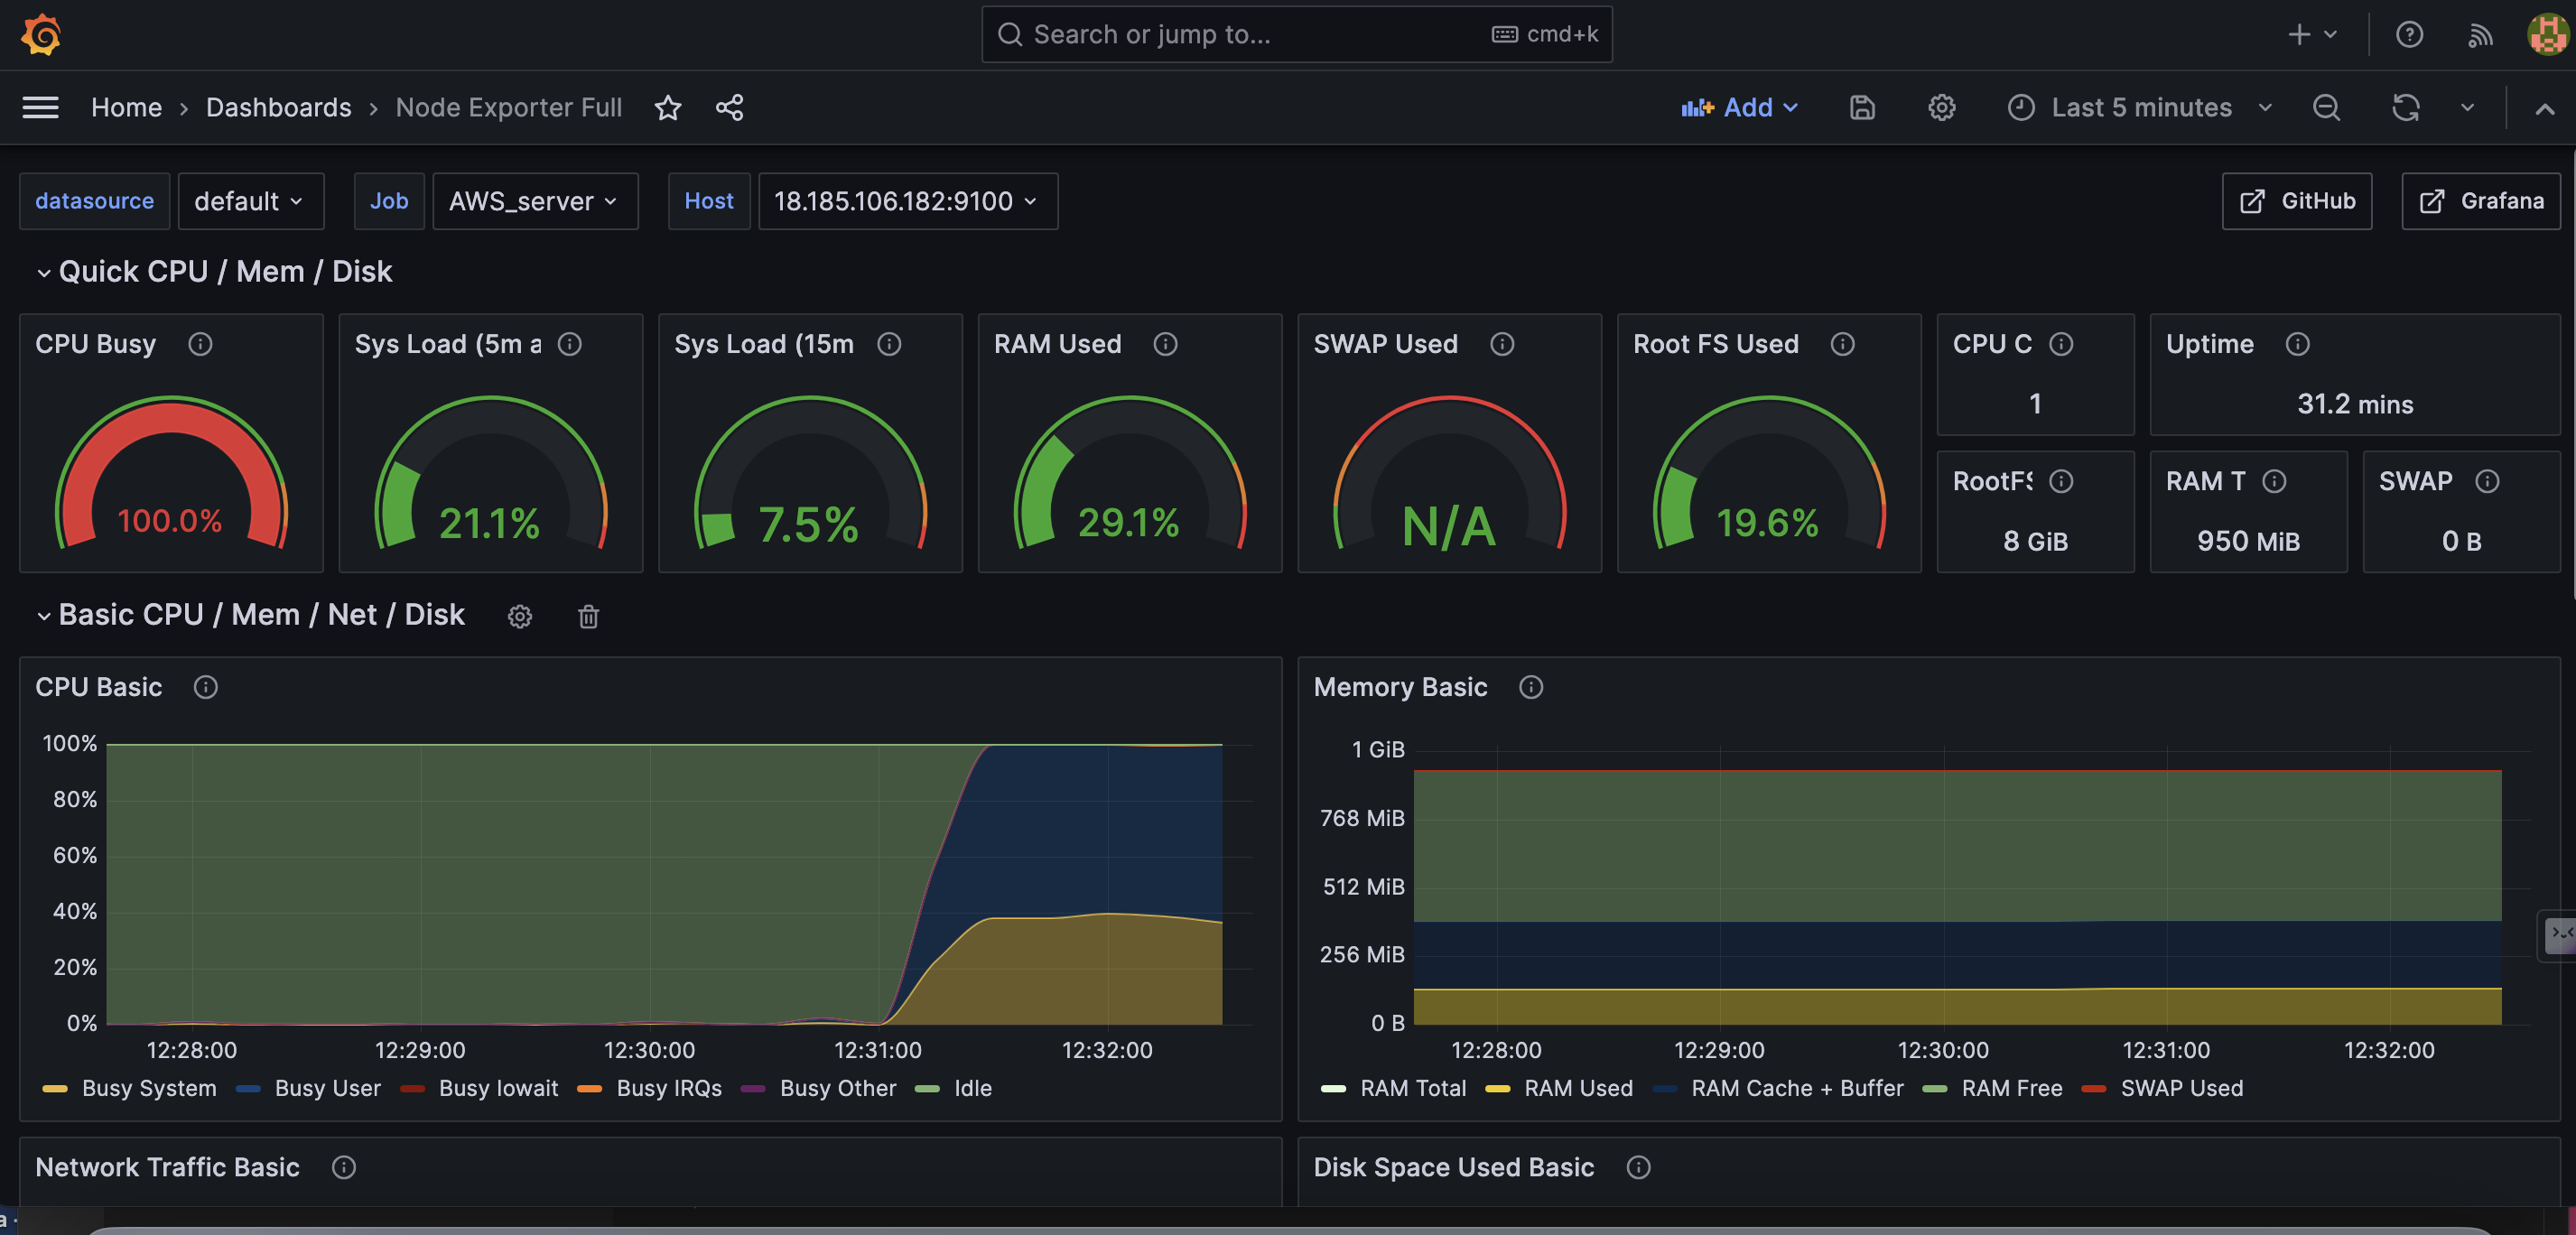 Search or jump to... cmd+k
Home › Dashboards › Node Exporter Full Add Last 5 minutes
datasource default Job AWS_server Host 18.185.106.182:9100 GitHub Grafana
Quick CPU / Mem / Disk
CPU Busy Sys Load (5m a Sys Load (15m RAM Used SWAP Used Root FS Used CPU C Uptime
1 31.2 mins
100.0% 21.1% 7.5% 29.1% N/A 19.6%
RootFS RAM T SWAP
8 GiB 950 MiB 0 B
Basic CPU / Mem / Net / Disk
CPU Basic
100%
80%
60%
40%
20%
0%
12:28:00 12:29:00 12:30:00 12:31:00 12:32:00
Busy System Busy User Busy Iowait Busy IRQs Busy Other Idle
Memory Basic
1 GiB
768 MiB
512 MiB
256 MiB
0 B
12:28:00 12:29:00 12:30:00 12:31:00 12:32:00
RAM Total RAM Used RAM Cache + Buffer RAM Free SWAP Used
Network Traffic Basic
Disk Space Used Basic